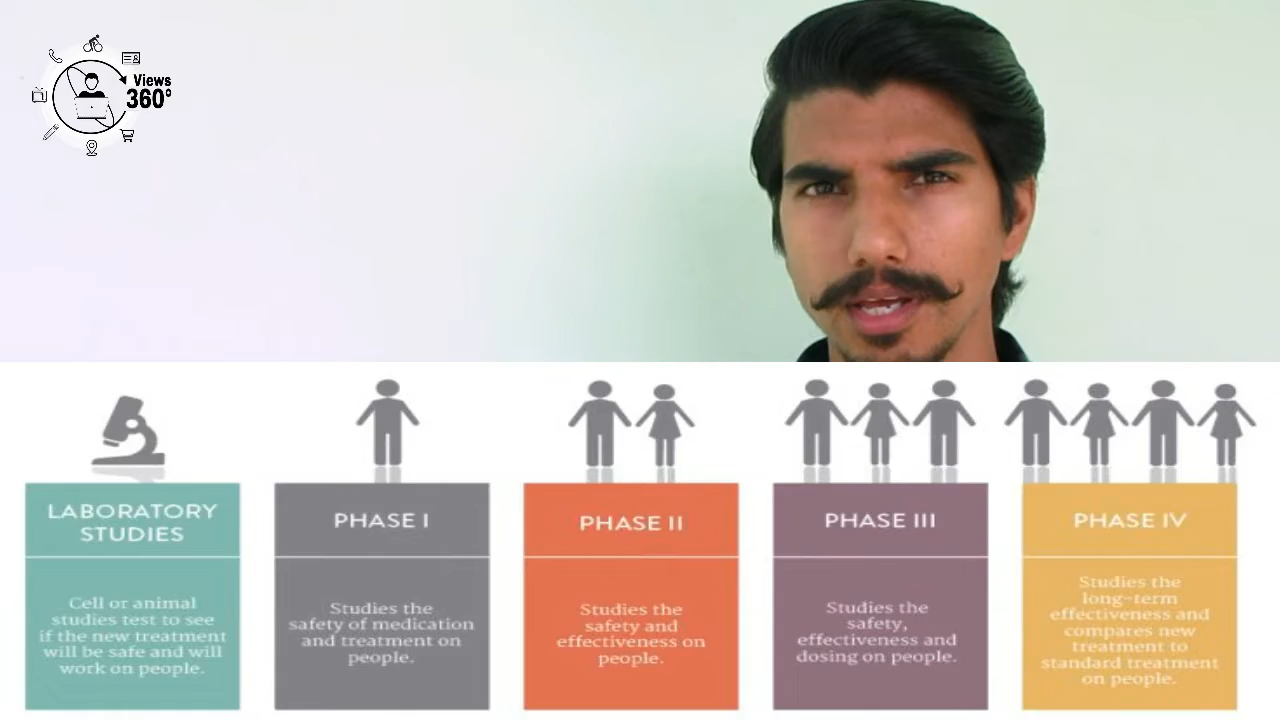 Views
360°
LABORATORY
STUDIES
Cell or animal
studies test to see
if the new treatment
will be safe and will
work on people.
PHASE I
Studies the
safety of medication
and treatment on
people.
PHASE II
Studies the
safety and
effectiveness on
people.
PHASE III
Studies the
safety,
effectiveness and
dosing on people.
PHASE IV
Studies the
long-term
effectiveness and
compares new
treatment to
standard treatment
on people.